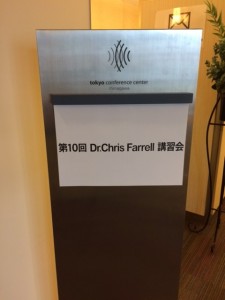 tokyo conference center
第10回 Dr.Chris Farrell 講習会